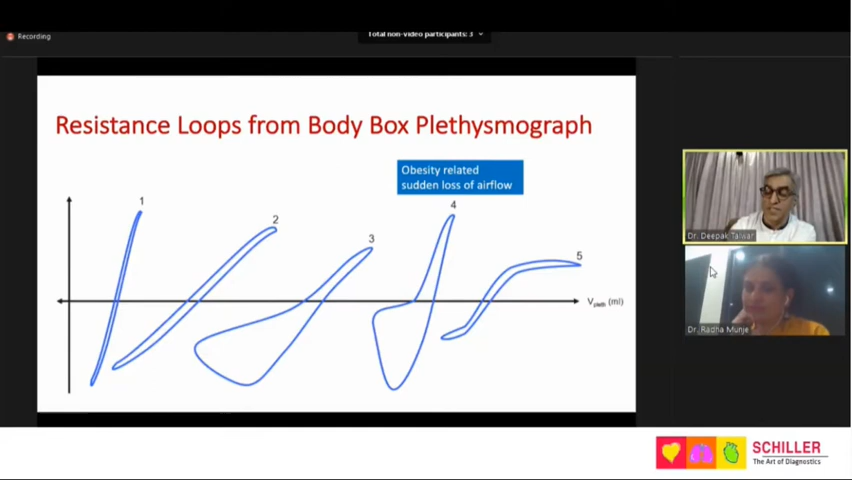 Recording
Total non-video participants: 3
Resistance Loops from Body Box Plethysmograph
Obesity related
sudden loss of airflow
1
2
3
4
5
Vpleth (ml)
Dr. Deepak Talwar
Dr. Radha Munje
SCHILLER
The Art of Diagnostics